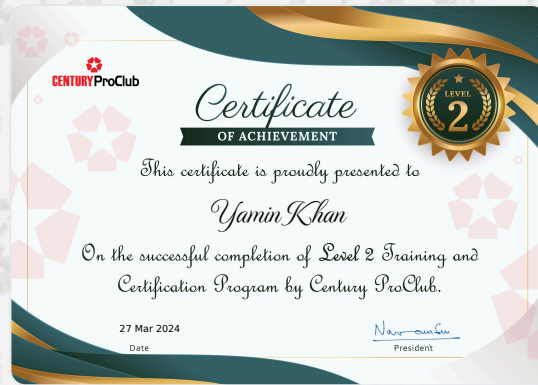 CENTURY ProClub
Certificate
OF ACHIEVEMENT
LEVEL
2
This certificate is proudly presented to
Yamin Khan
On the successful completion of Level 2 Training and
Certification Program by Century ProClub.
27 Mar 2024
Date
President